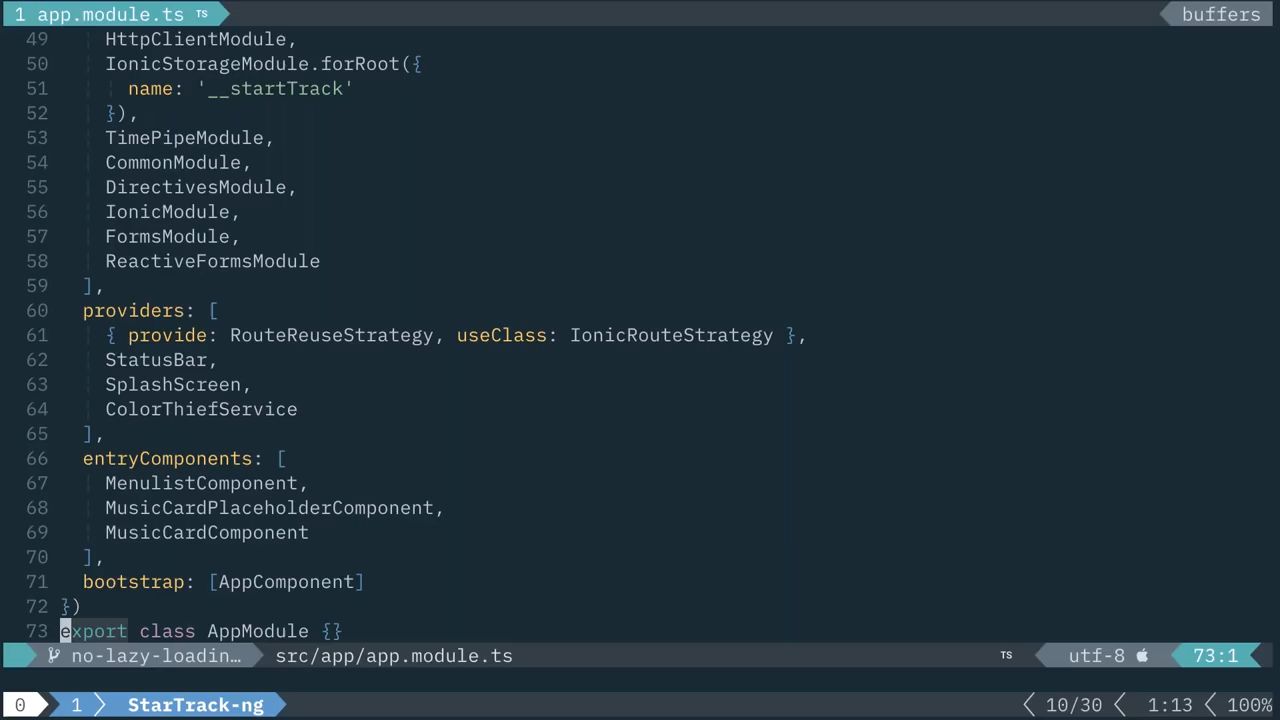 1 app.module.ts TS buffers
49 HttpClientModule,
50 IonicStorageModule.forRoot({
51 name: '__startTrack'
52 }),
53 TimePipeModule,
54 CommonModule,
55 DirectivesModule,
56 IonicModule,
57 FormsModule,
58 ReactiveFormsModule
59 ],
60 providers: [
61 { provide: RouteReuseStrategy, useClass: IonicRouteStrategy },
62 StatusBar,
63 SplashScreen,
64 ColorThiefService
65 ],
66 entryComponents: [
67 MenulistComponent,
68 MusicCardPlaceholderComponent,
69 MusicCardComponent
70 ],
71 bootstrap: [AppComponent]
72 })
73 export class AppModule {}
no-lazy-loadin… src/app/app.module.ts TS utf-8 73:1
0 1 StarTrack-ng 10/30 1:13 100%